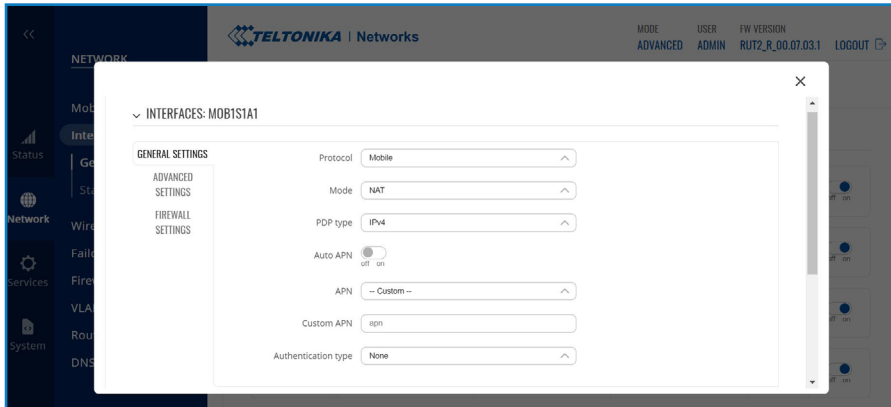 <<
TELTONIKA | Networks
MODE
ADVANCED
USER
ADMIN
FW VERSION
RUT2_R_00.07.03.1
LOGOUT
NETWORK
Status
Network
Services
System
Mob
Inte
Ge
Sta
Wire
Failo
Firew
VLA
Rou
DNS
INTERFACES: MOB1S1A1
GENERAL SETTINGS
ADVANCED
SETTINGS
FIREWALL
SETTINGS
Protocol Mobile
Mode NAT
PDP type IPv4
Auto APN
off on
APN -- Custom --
Custom APN apn
Authentication type None
off on
off on
off on
off on